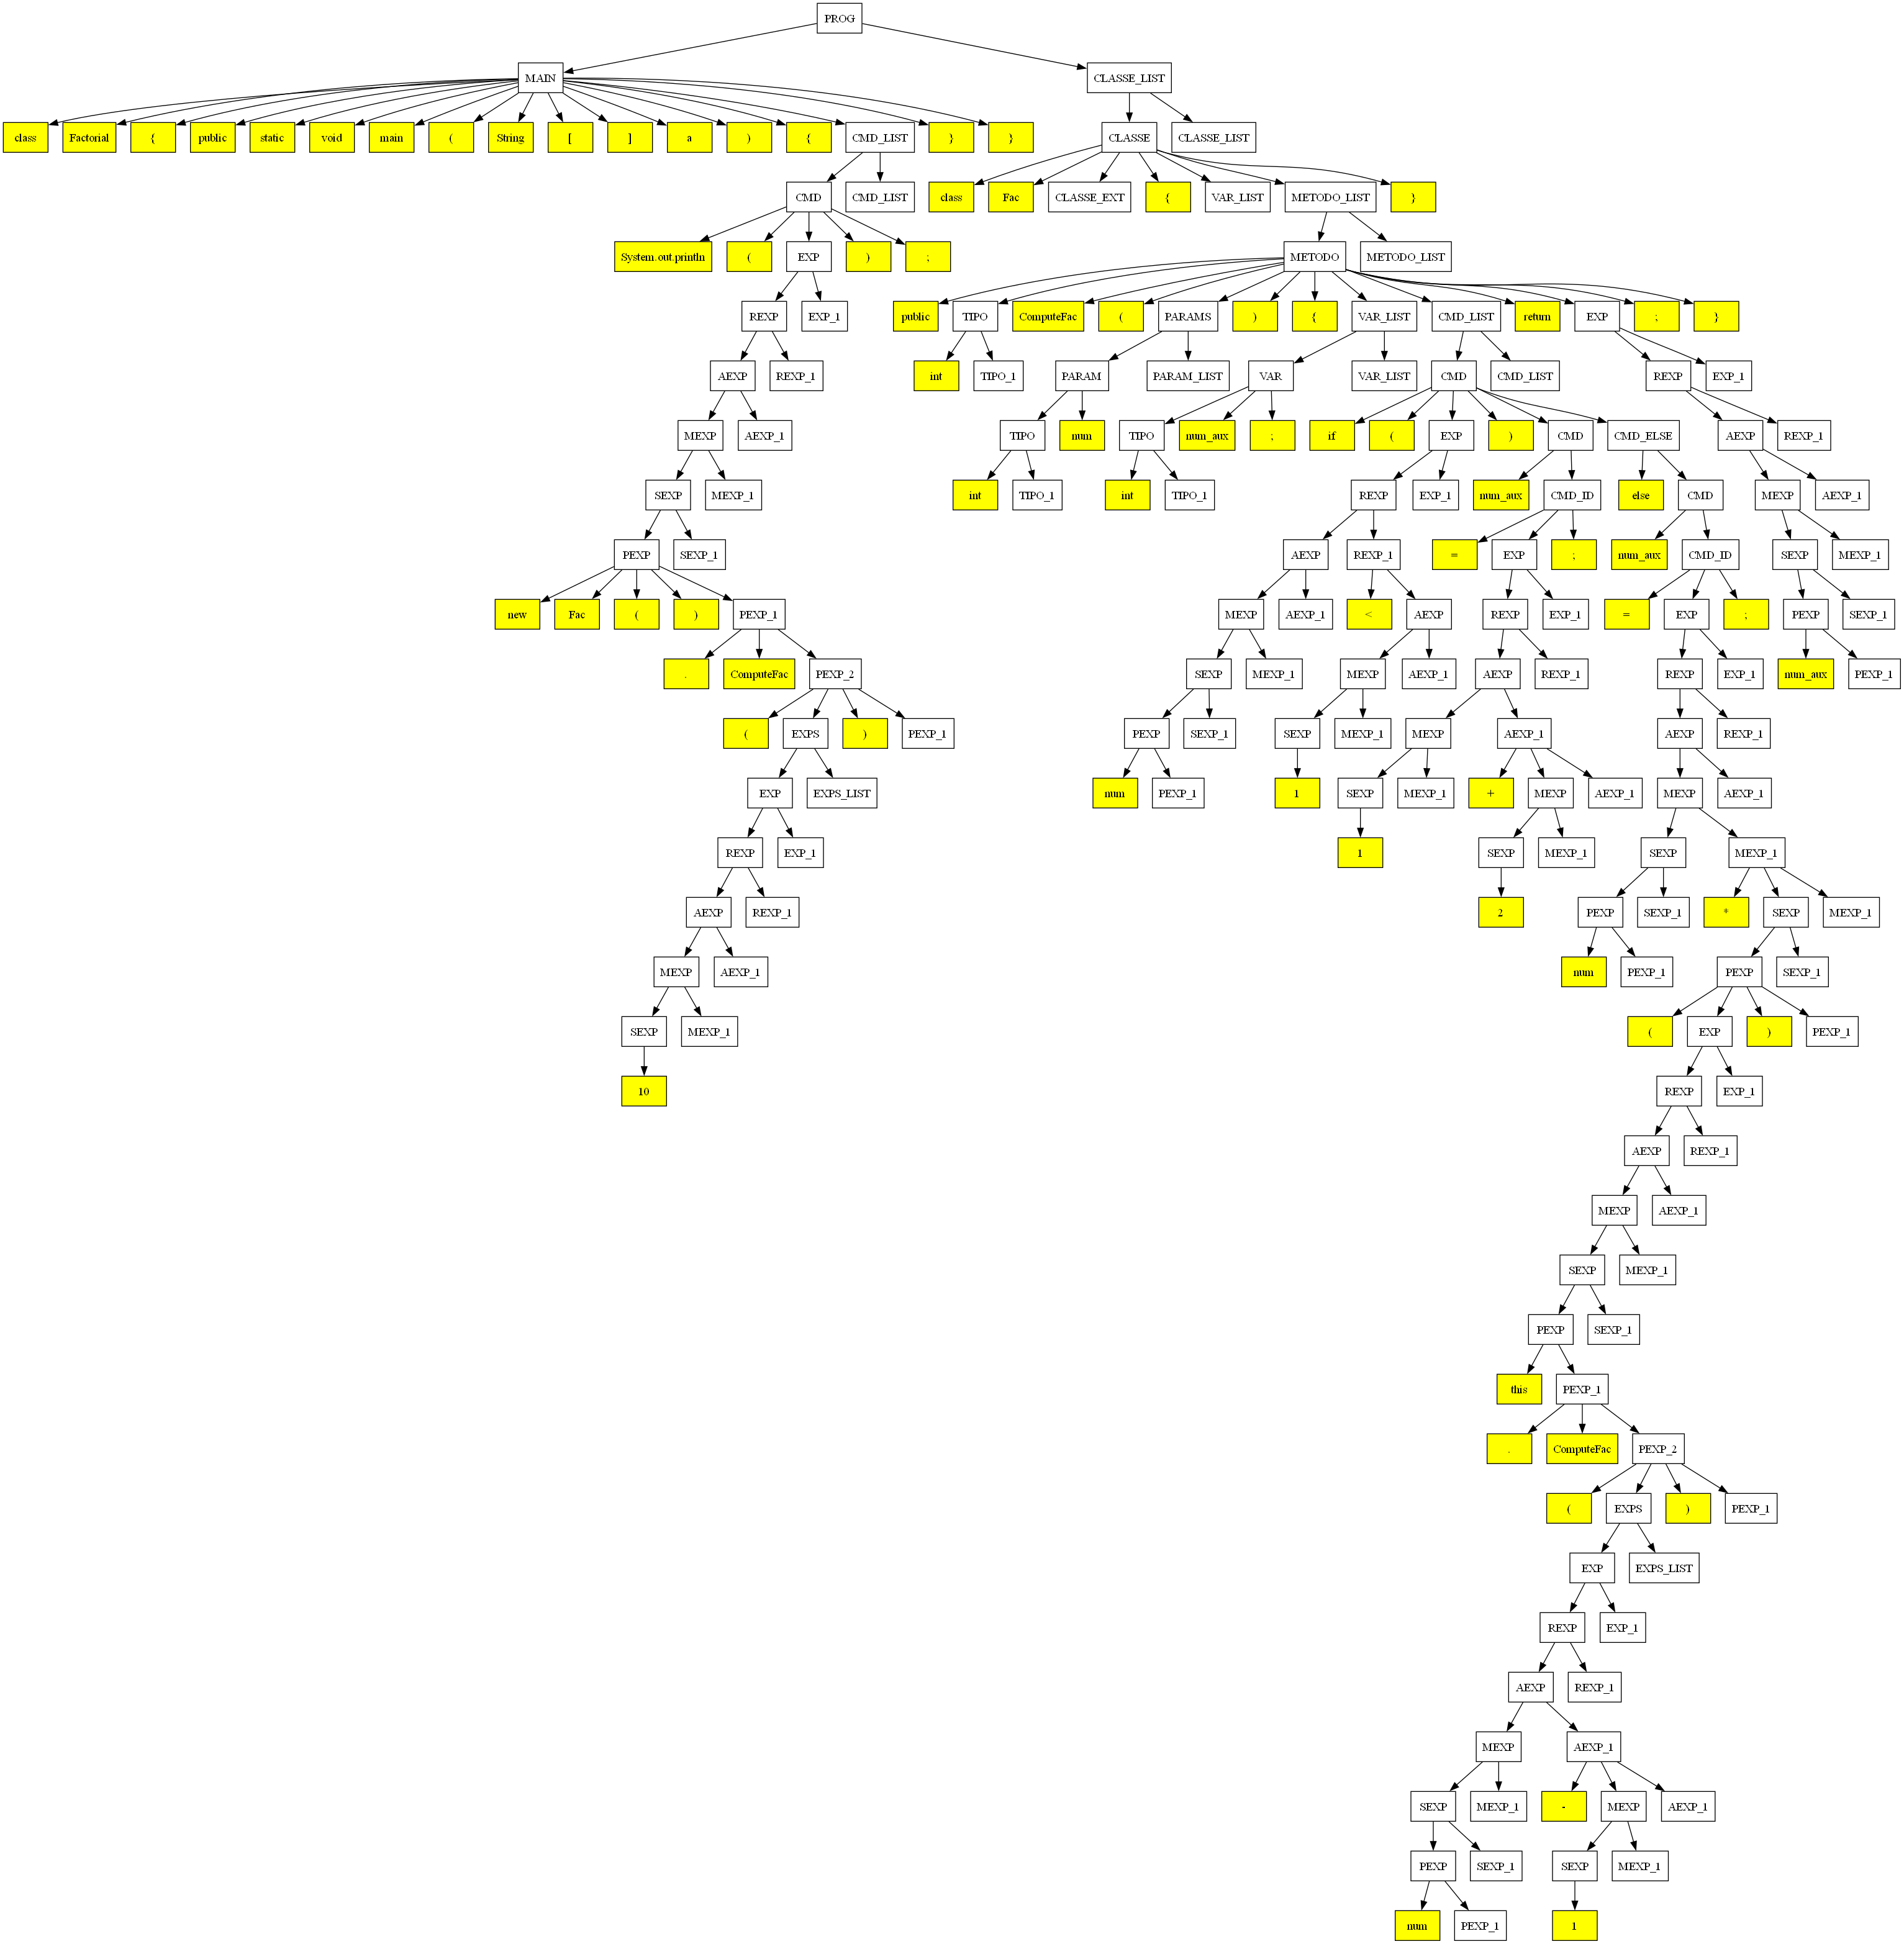 PROG
MAIN CLASSE_LIST
class Factorial { public static void main ( String [ ] a ) { CMD_LIST } } CLASSE CLASSE_LIST
CMD CMD_LIST class Fac CLASSE_EXT { VAR_LIST METODO_LIST }
System.out.println ( EXP ) ; METODO METODO_LIST
REXP EXP_1 public TIPO ComputeFac ( PARAMS ) { VAR_LIST CMD_LIST return EXP ; }
AEXP REXP_1 int TIPO_1 PARAM PARAM_LIST VAR VAR_LIST CMD CMD_LIST REXP EXP_1
MEXP AEXP_1 TIPO num TIPO num_aux ; if ( EXP ) CMD CMD_ELSE AEXP REXP_1
SEXP MEXP_1 int TIPO_1 int TIPO_1 REXP EXP_1 num_aux CMD_ID else CMD MEXP AEXP_1
PEXP SEXP_1 AEXP REXP_1 = EXP ; num_aux CMD_ID SEXP MEXP_1
new Fac ( ) PEXP_1 MEXP AEXP_1 < AEXP REXP EXP_1 = EXP ; PEXP SEXP_1
. ComputeFac PEXP_2 SEXP MEXP_1 MEXP AEXP_1 AEXP REXP_1 REXP EXP_1 num_aux PEXP_1
( EXPS ) PEXP_1 PEXP SEXP_1 SEXP MEXP_1 MEXP AEXP_1 AEXP REXP_1
EXP EXPS_LIST num PEXP_1 1 SEXP MEXP_1 + MEXP AEXP_1 MEXP AEXP_1
REXP EXP_1 1 SEXP MEXP_1 SEXP MEXP_1
AEXP REXP_1 2 PEXP SEXP_1 * SEXP MEXP_1
MEXP AEXP_1 num PEXP_1 PEXP SEXP_1
SEXP MEXP_1 ( EXP ) PEXP_1
10 REXP EXP_1
AEXP REXP_1
MEXP AEXP_1
SEXP MEXP_1
PEXP SEXP_1
this PEXP_1
. ComputeFac PEXP_2
( EXPS ) PEXP_1
EXP EXPS_LIST
REXP EXP_1
AEXP REXP_1
MEXP AEXP_1
SEXP MEXP_1 - MEXP AEXP_1
PEXP SEXP_1 SEXP MEXP_1
num PEXP_1 1